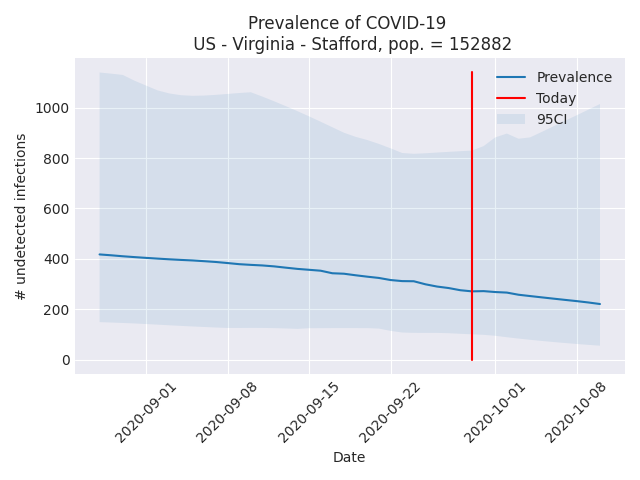 Prevalence of COVID-19
US - Virginia - Stafford, pop. = 152882
Prevalence
Today
95CI
# undetected infections
1000
800
600
400
200
0
2020-09-01
2020-09-08
2020-09-15
2020-09-22
2020-10-01
2020-10-08
Date